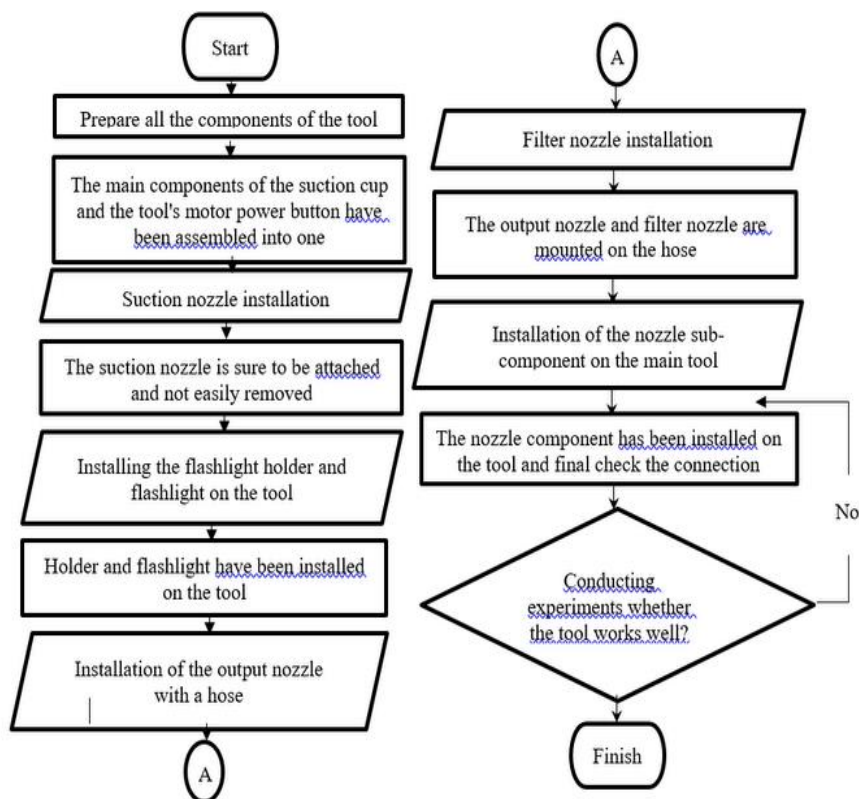 Start
Prepare all the components of the tool
The main components of the suction cup
and the tool's motor power button have
been assembled into one
Suction nozzle installation
The suction nozzle is sure to be attached
and not easily removed
Installing the flashlight holder and
flashlight on the tool
Holder and flashlight have been installed
on the tool
Installation of the output nozzle
with a hose
A
A
Filter nozzle installation
The output nozzle and filter nozzle are
mounted on the hose
Installation of the nozzle sub-
component on the main tool
The nozzle component has been installed on
the tool and final check the connection
No
Conducting
experiments whether
the tool works well?
Finish